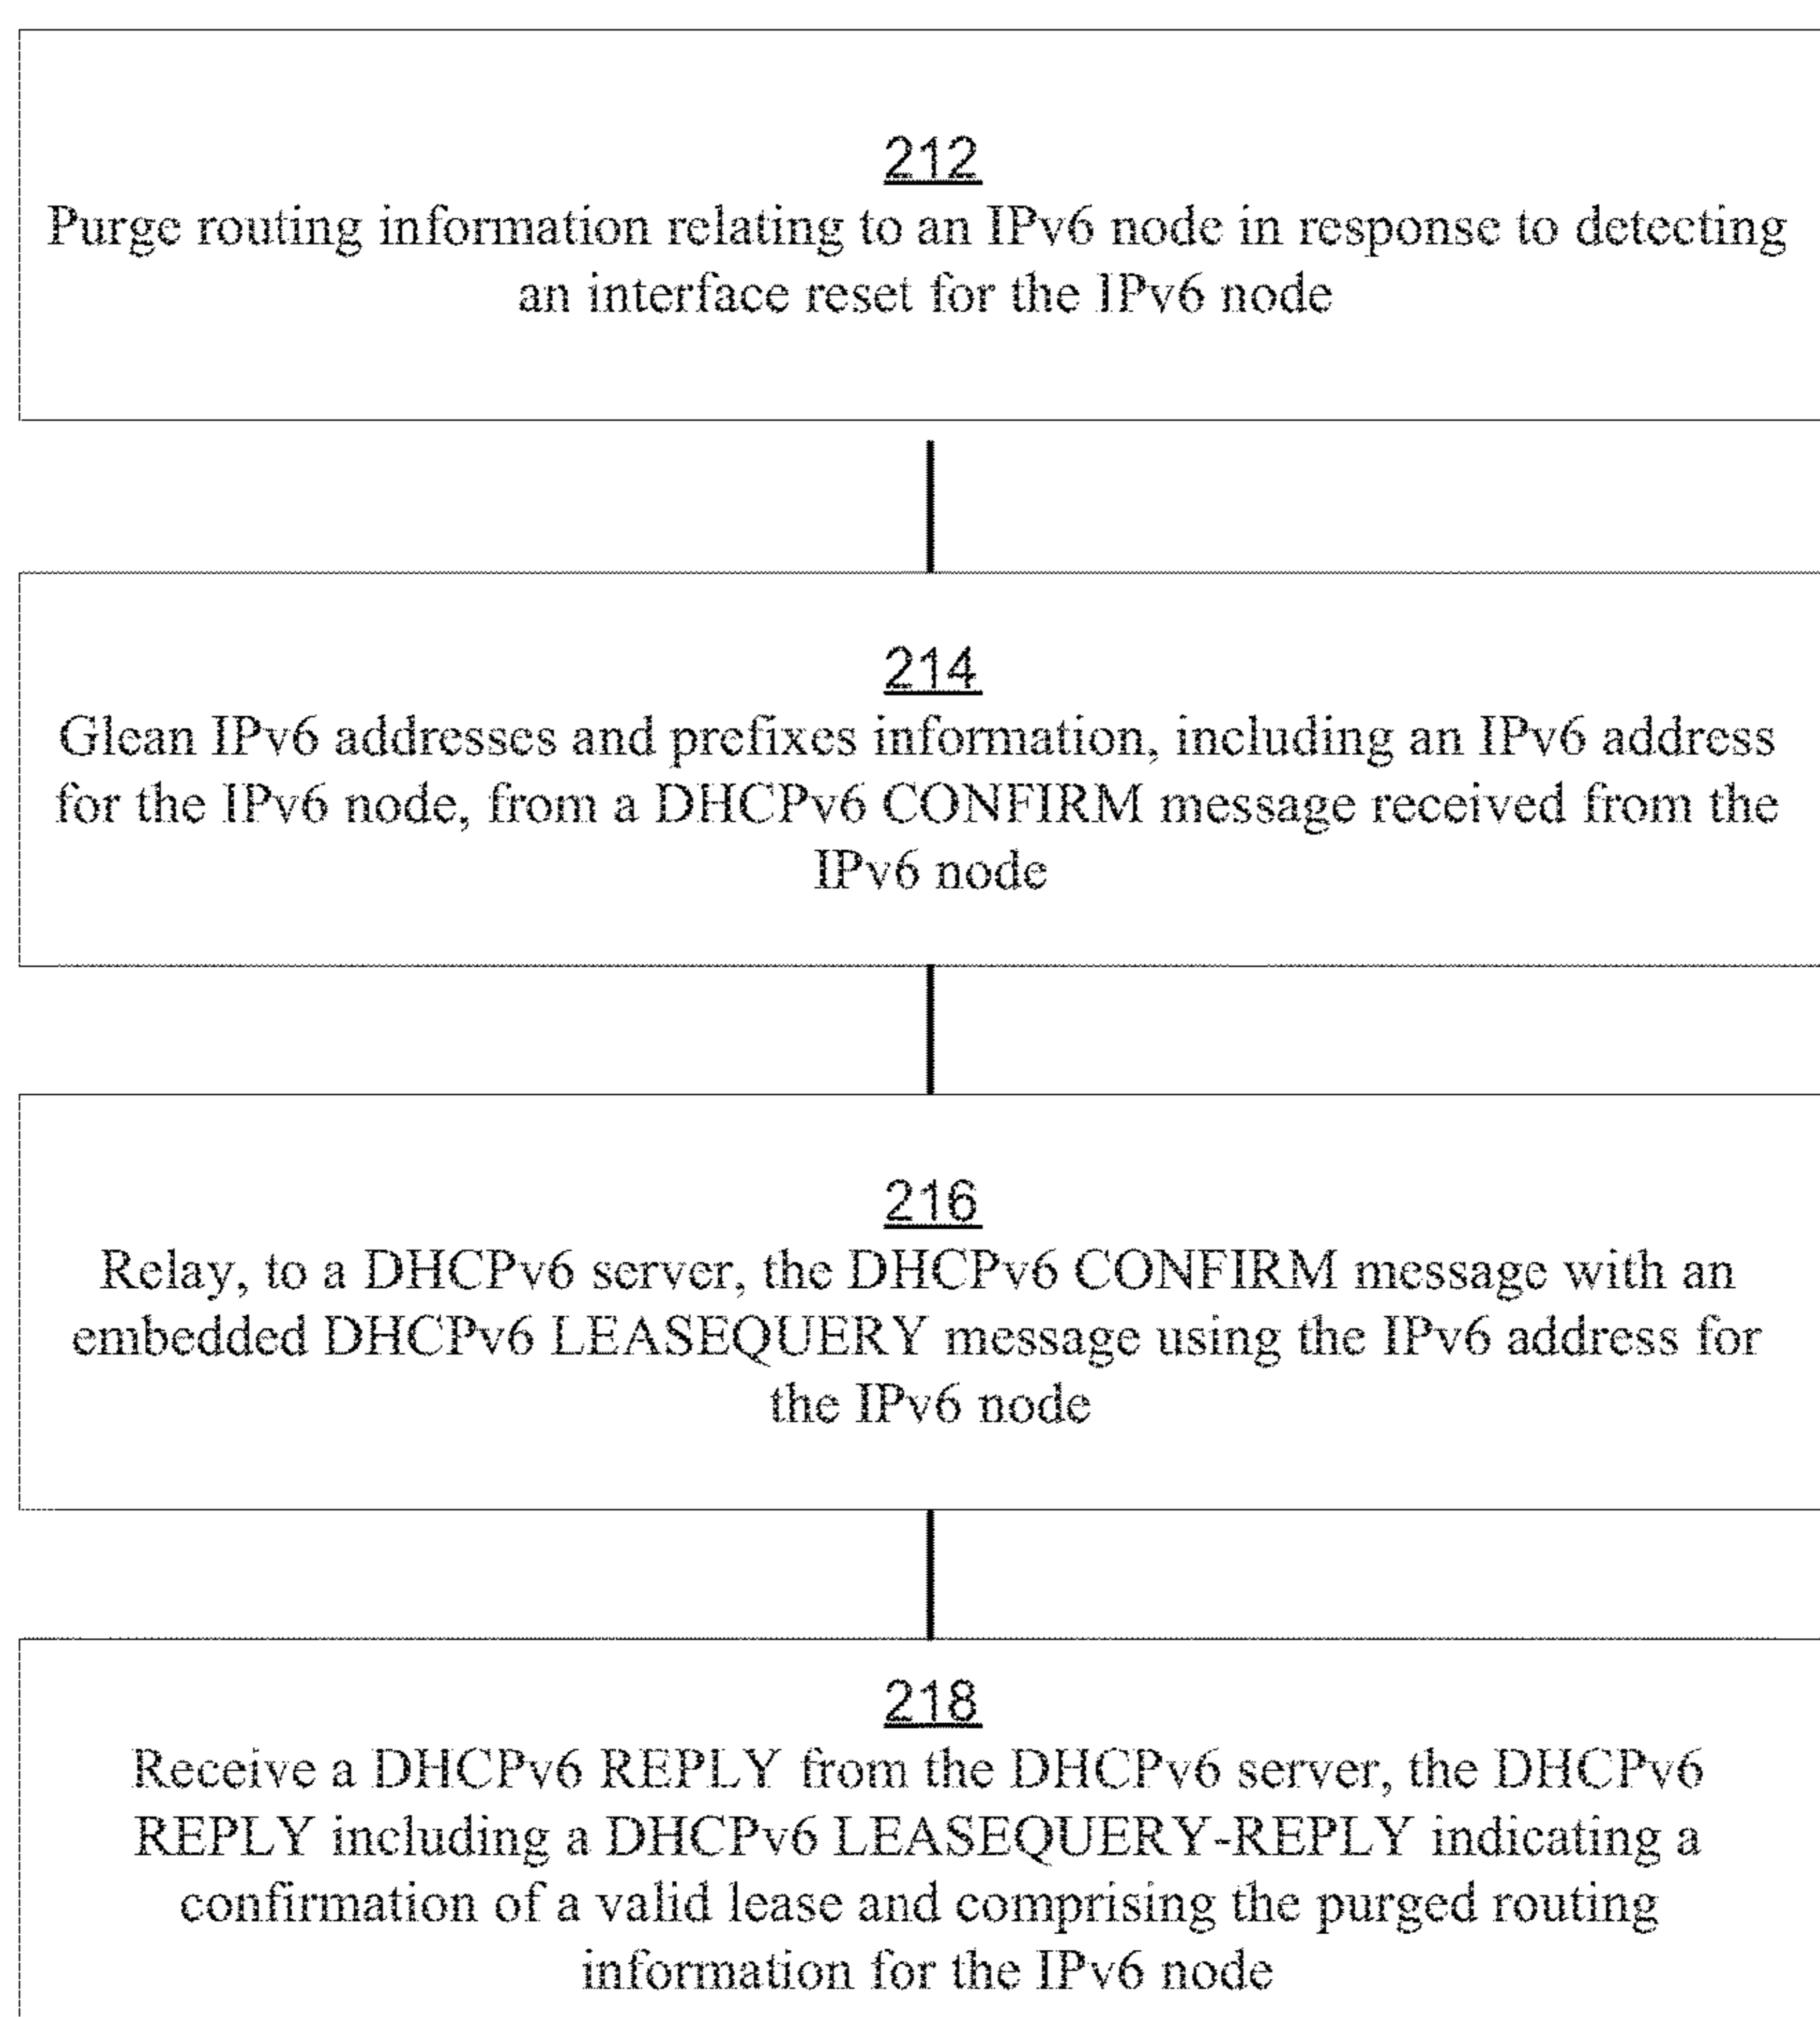 212
Purge routing information relating to an IPv6 node in response to detecting
an interface reset for the IPv6 node
214
Glean IPv6 addresses and prefixes information, including an IPv6 address
for the IPv6 node, from a DHCPv6 CONFIRM message received from the
IPv6 node
216
Relay, to a DHCPv6 server, the DHCPv6 CONFIRM message with an
embedded DHCPv6 LEASEQUERY message using the IPv6 address for
the IPv6 node
218
Receive a DHCPv6 REPLY from the DHCPv6 server, the DHCPv6
REPLY including a DHCPv6 LEASEQUERY-REPLY indicating a
confirmation of a valid lease and comprising the purged routing
information for the IPv6 node